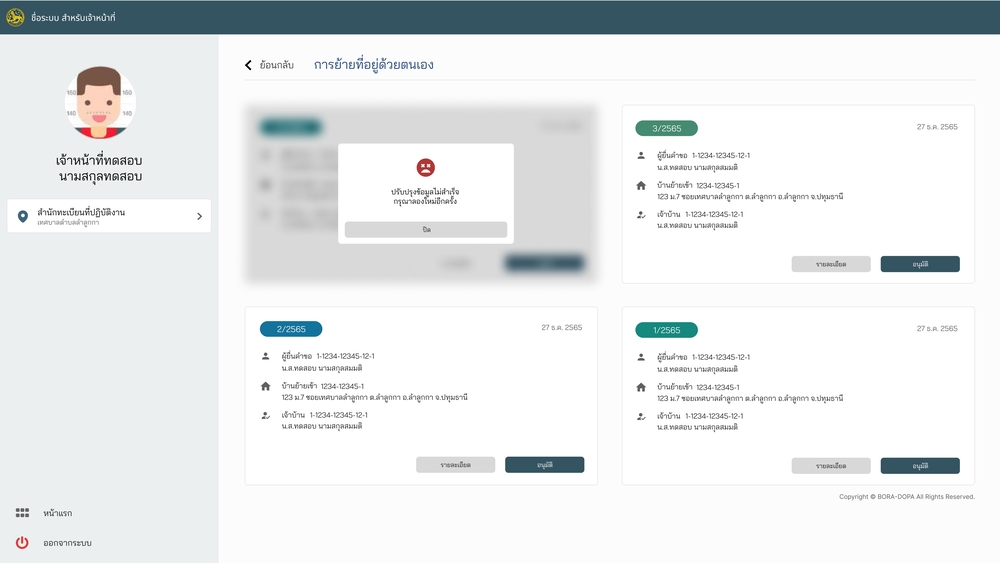 ชื่อระบบ สำหรับเจ้าหน้าที่
160 160
140 140
เจ้าหน้าที่ทดสอบ
นามสกุลทดสอบ
สำนักทะเบียนที่ปฏิบัติงาน
เทศบาลตำบลลำลูกกา
หน้าแรก
ออกจากระบบ
ย้อนกลับ การย้ายที่อยู่ด้วยตนเอง
ปรับปรุงข้อมูลไม่สำเร็จ
กรุณาลองใหม่อีกครั้ง
ปิด
3/2565 27 ธ.ค. 2565
ผู้ยื่นคำขอ 1-1234-12345-12-1
น.ส.ทดสอบ นามสกุลสมมติ
บ้านย้ายเข้า 1234-12345-1
123 ม.7 ซอยเทศบาลลำลูกกา ต.ลำลูกกา อ.ลำลูกกา จ.ปทุมธานี
เจ้าบ้าน 1-1234-12345-12-1
น.ส.ทดสอบ นามสกุลสมมติ
รายละเอียด อนุมัติ
2/2565 27 ธ.ค. 2565
ผู้ยื่นคำขอ 1-1234-12345-12-1
น.ส.ทดสอบ นามสกุลสมมติ
บ้านย้ายเข้า 1234-12345-1
123 ม.7 ซอยเทศบาลลำลูกกา ต.ลำลูกกา อ.ลำลูกกา จ.ปทุมธานี
เจ้าบ้าน 1-1234-12345-12-1
น.ส.ทดสอบ นามสกุลสมมติ
รายละเอียด อนุมัติ
1/2565 27 ธ.ค. 2565
ผู้ยื่นคำขอ 1-1234-12345-12-1
น.ส.ทดสอบ นามสกุลสมมติ
บ้านย้ายเข้า 1234-12345-1
123 ม.7 ซอยเทศบาลลำลูกกา ต.ลำลูกกา อ.ลำลูกกา จ.ปทุมธานี
เจ้าบ้าน 1-1234-12345-12-1
น.ส.ทดสอบ นามสกุลสมมติ
รายละเอียด อนุมัติ
Copyright © BORA-DOPA All Rights Reserved.